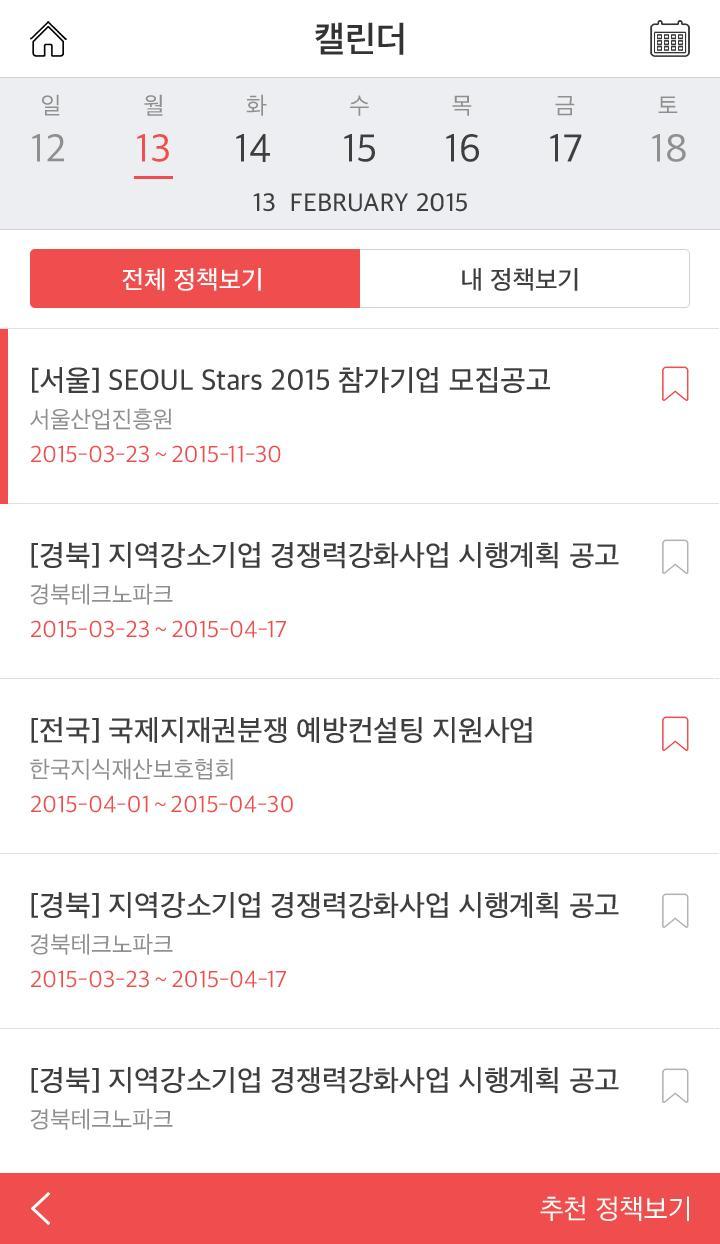 캘린더
일 월 화 수 목 금 토
12 13 14 15 16 17 18
13 FEBRUARY 2015
전체 정책보기 내 정책보기
[서울] SEOUL Stars 2015 참가기업 모집공고
서울산업진흥원
2015-03-23 ~ 2015-11-30
[경북] 지역강소기업 경쟁력강화사업 시행계획 공고
경북테크노파크
2015-03-23 ~ 2015-04-17
[전국] 국제지재권분쟁 예방컨설팅 지원사업
한국지식재산보호협회
2015-04-01 ~ 2015-04-30
[경북] 지역강소기업 경쟁력강화사업 시행계획 공고
경북테크노파크
2015-03-23 ~ 2015-04-17
[경북] 지역강소기업 경쟁력강화사업 시행계획 공고
경북테크노파크
추천 정책보기